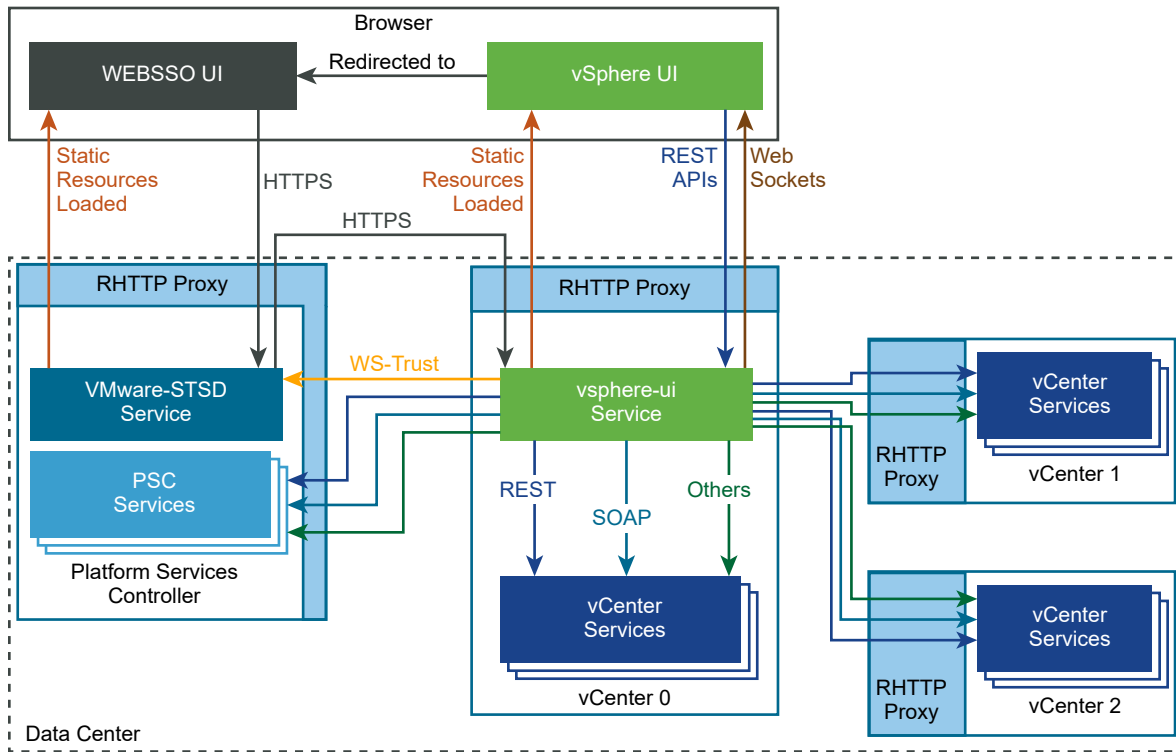 Browser
WEBSSO UI
Redirected to
vSphere UI
Static
Resources
Loaded
HTTPS
HTTPS
Static
Resources
Loaded
REST
APIs
Web
Sockets
RHTTP Proxy
RHTTP Proxy
VMware-STSD
Service
WS-Trust
vsphere-ui
Service
RHTTP
Proxy
vCenter
Services
vCenter 1
PSC
Services
Platform Services
Controller
REST
SOAP
Others
vCenter
Services
vCenter 0
RHTTP
Proxy
vCenter
Services
vCenter 2
Data Center